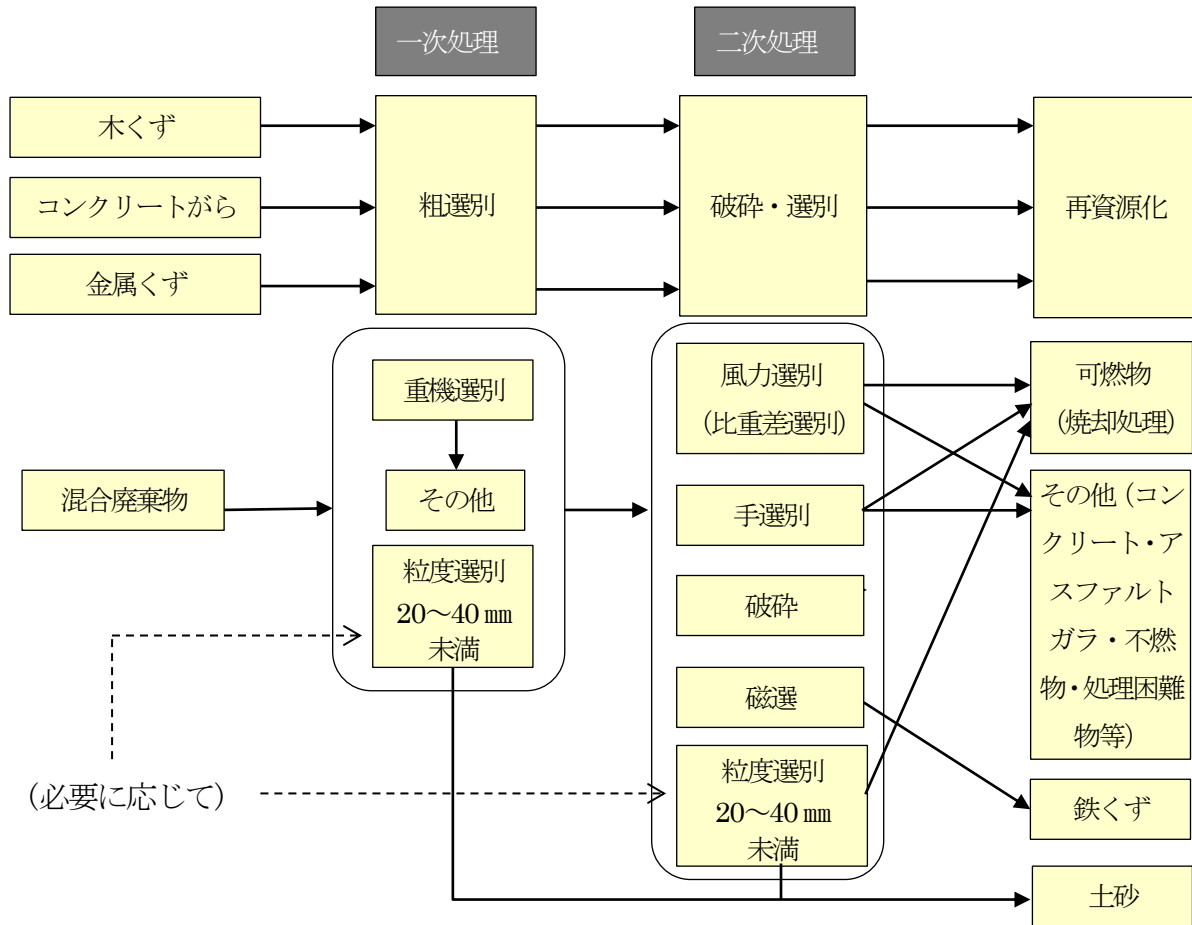 一次処理
二次処理
木くず
コンクリートがら
金属くず
粗選別
破砕・選別
再資源化
混合廃棄物
重機選別
その他
粒度選別
20～40㎜
未満
(必要に応じて)
風力選別
(比重差選別)
手選別
破砕
磁選
粒度選別
20～40㎜
未満
可燃物
(焼却処理)
その他（コン
クリート・ア
スファルト
ガラ・不燃
物・処理困難
物等）
鉄くず
土砂